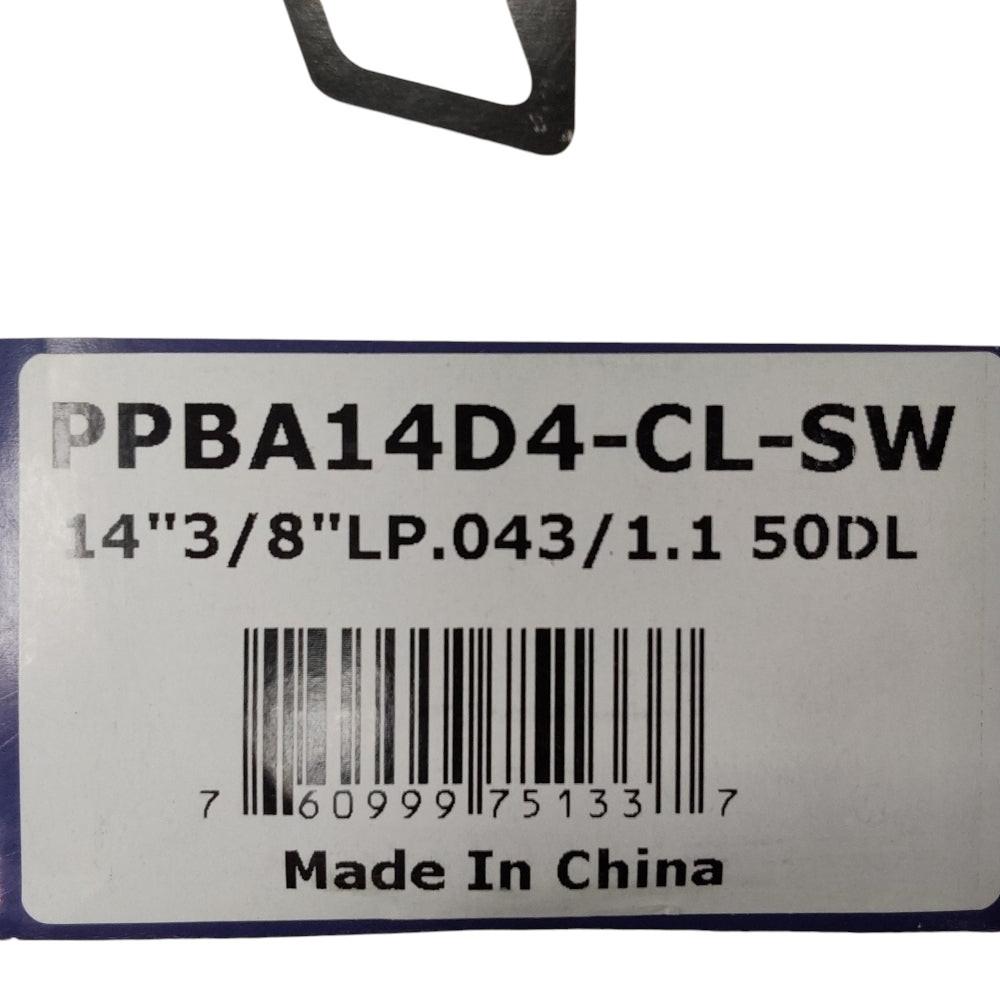 PPBA14D4-CL-SW
14"3/8"LP.043/1.1 50DL
7 60999 75133 7
Made In China